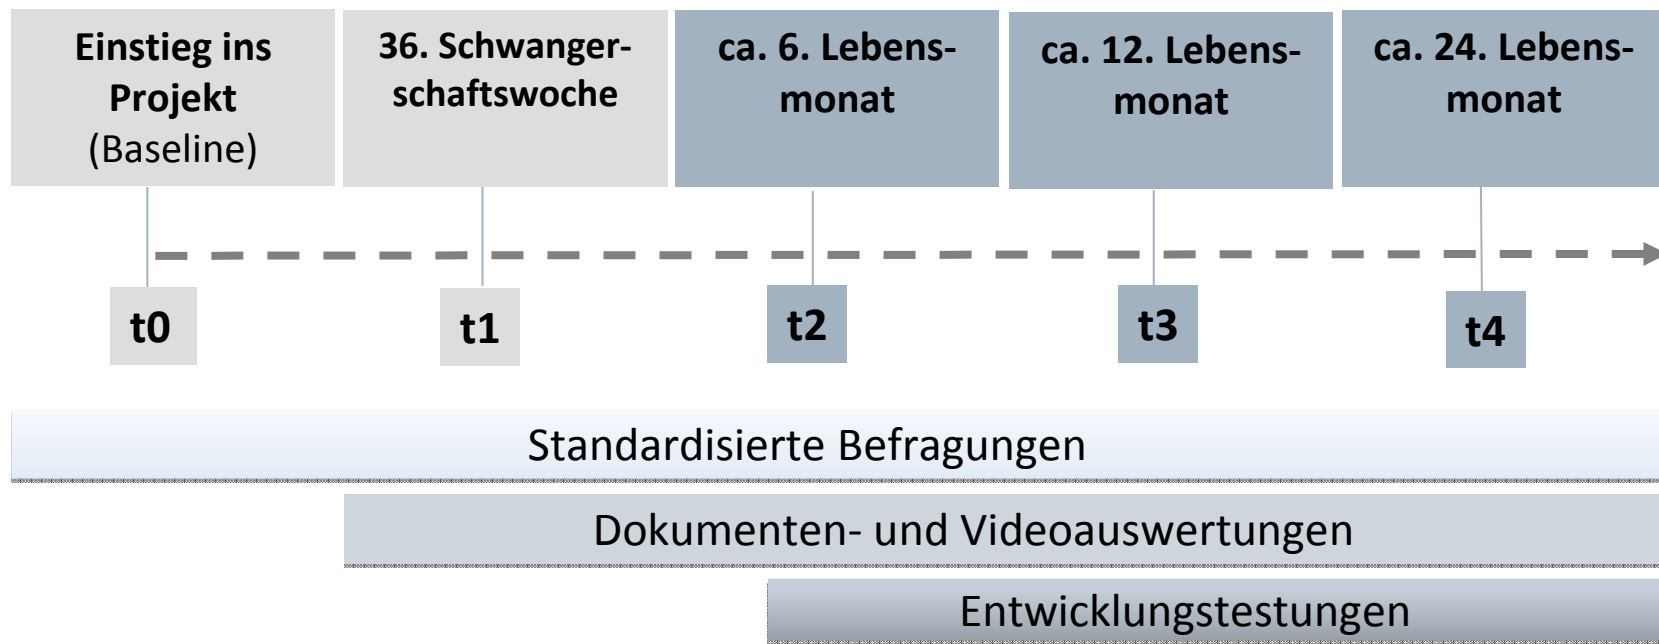 Einstieg ins
Projekt
(Baseline)
36. Schwanger-
schaftswoche
ca. 6. Lebens-
monat
ca. 12. Lebens-
monat
ca. 24. Lebens-
monat
t0
t1
t2
t3
t4
Standardisierte Befragungen
Dokumenten- und Videoauswertungen
Entwicklungstestungen